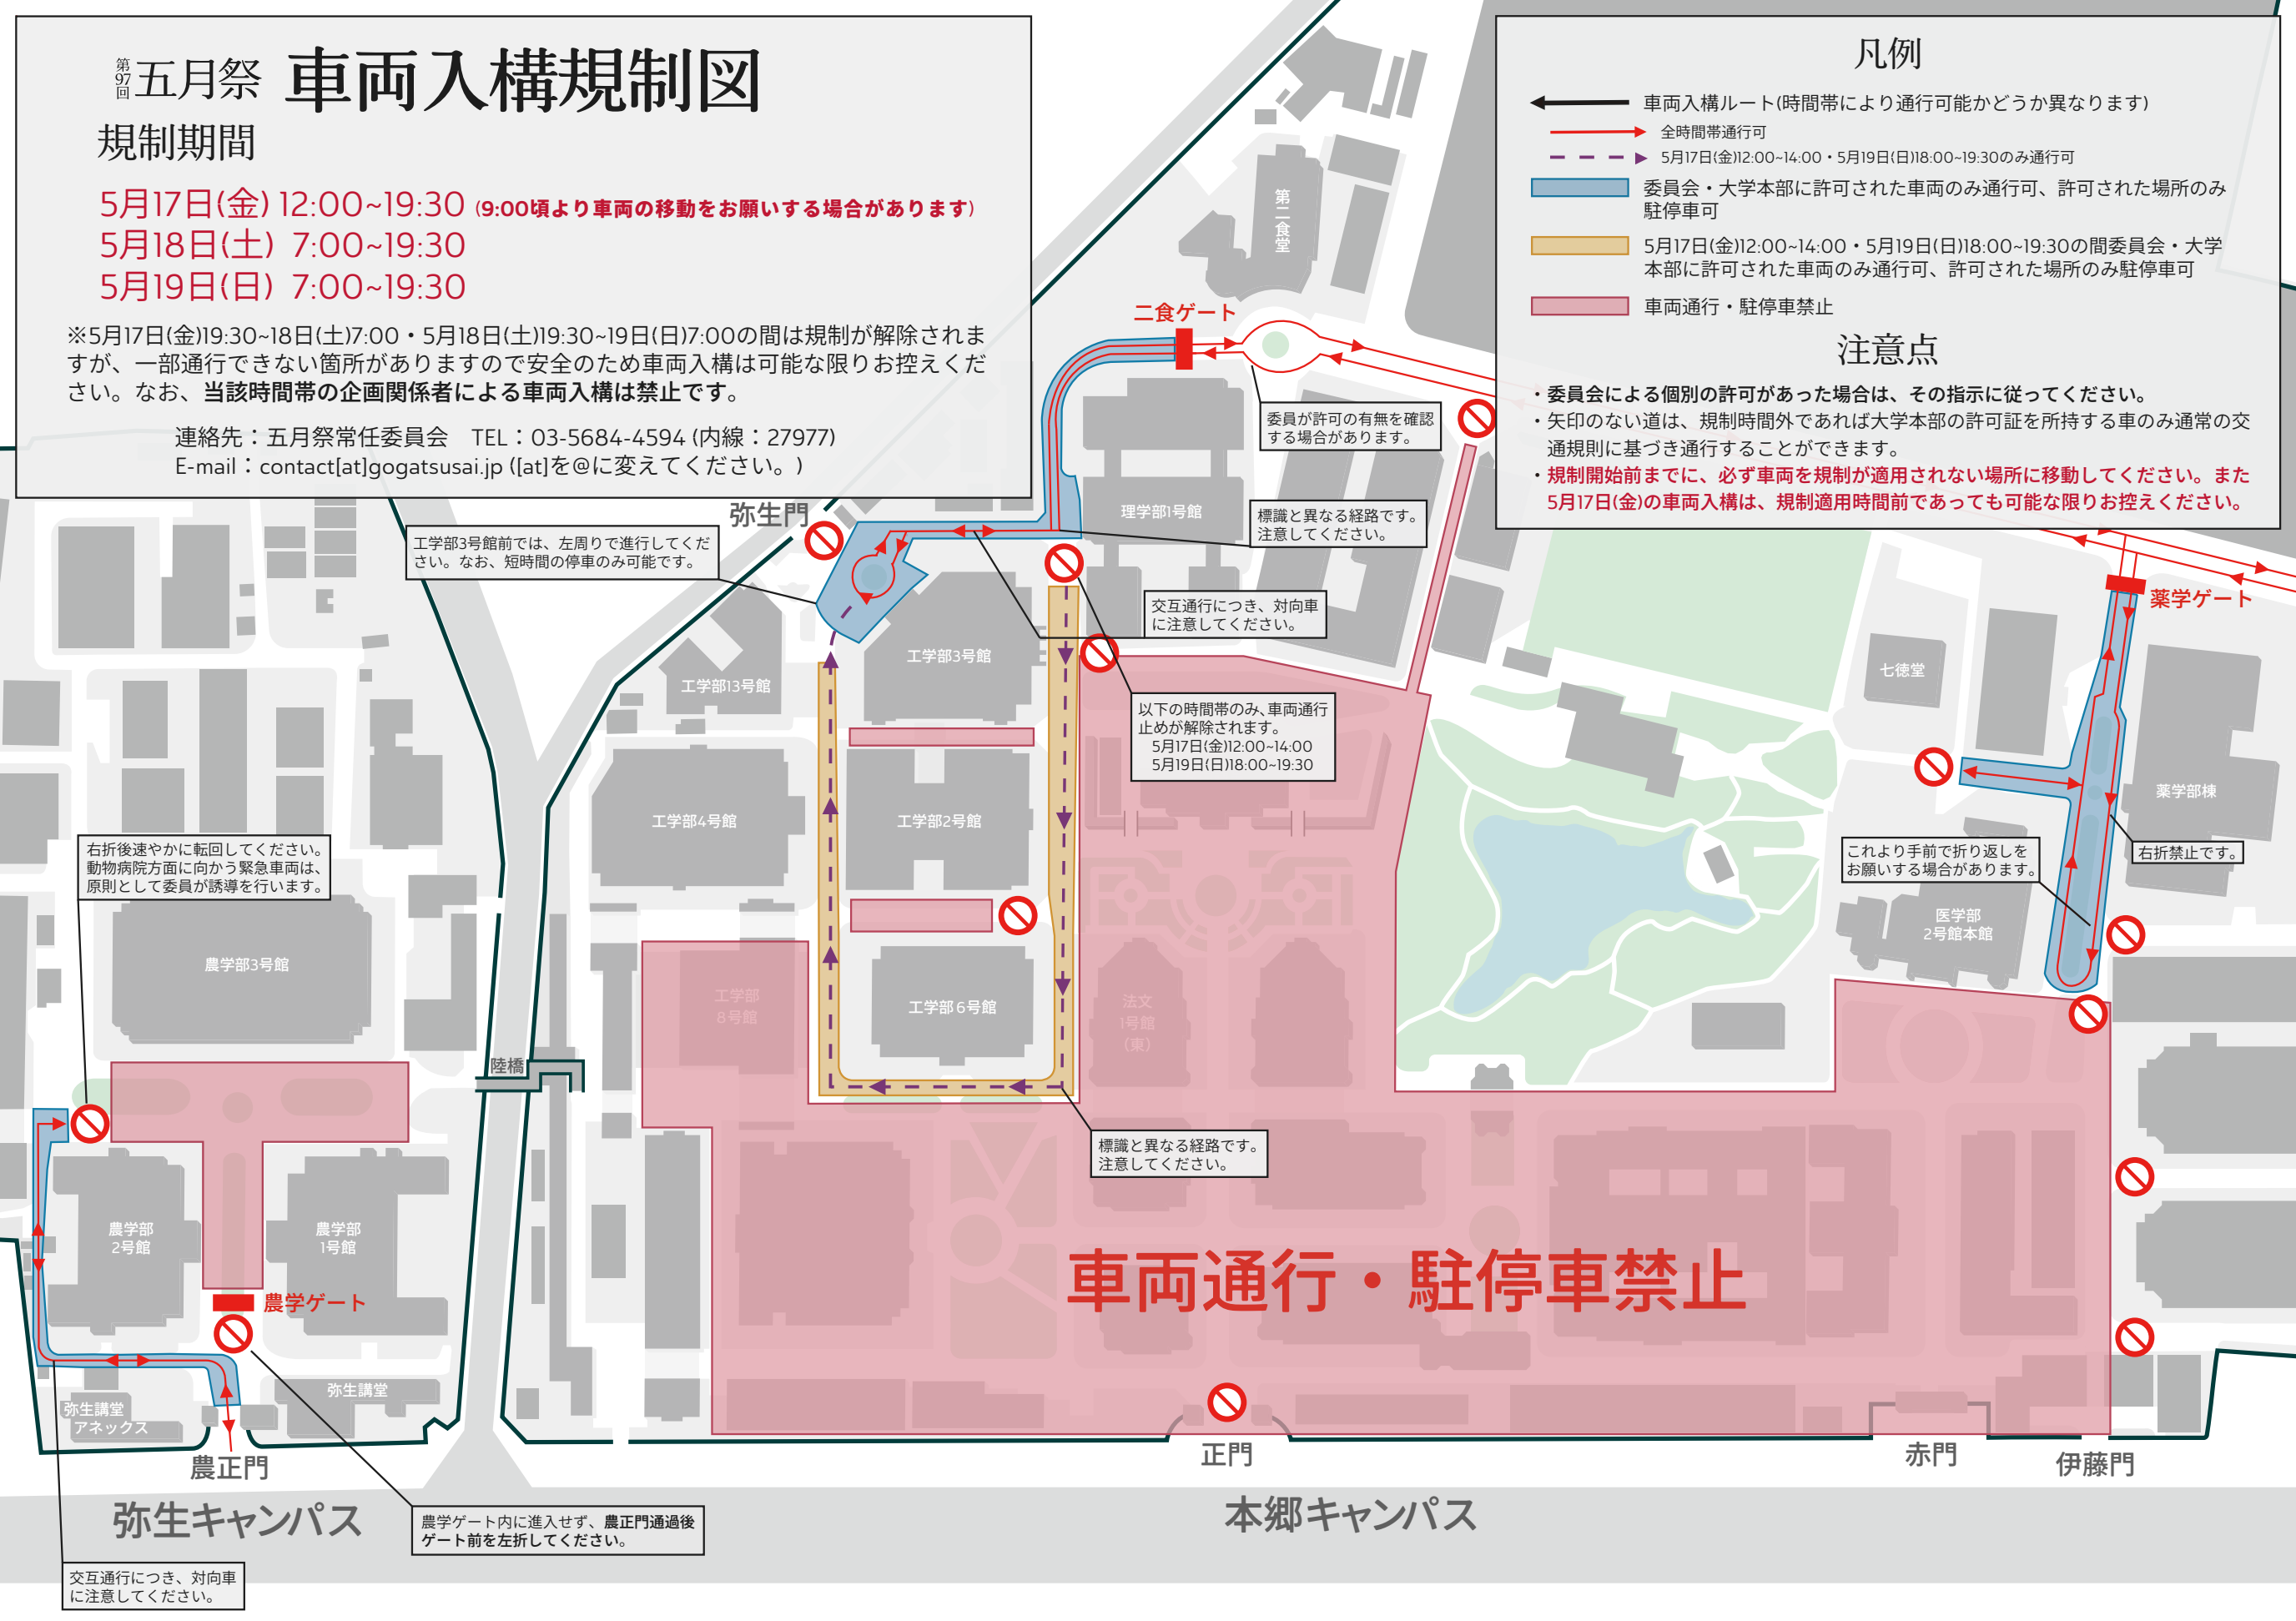 第97回 五月祭 車両入構規制図
規制期間
5月17日(金) 12:00~19:30 (9:00頃より車両の移動をお願いする場合があります)
5月18日(土) 7:00~19:30
5月19日(日) 7:00~19:30
※5月17日(金)19:30~18日(土)7:00・5月18日(土)19:30~19日(日)7:00の間は規制が解除されま
すが、一部通行できない箇所がありますので安全のため車両入構は可能な限りお控えくだ
さい。なお、当該時間帯の企画関係者による車両入構は禁止です。
連絡先：五月祭常任委員会 TEL：03-5684-4594 (内線：27977)
E-mail：contact[at]gogatsusai.jp ([at]を@に変えてください。)
凡例
車両入構ルート(時間帯により通行可能かどうか異なります)
全時間帯通行可
5月17日(金)12:00~14:00・5月19日(日)18:00~19:30のみ通行可
委員会・大学本部に許可された車両のみ通行可、許可された場所のみ
駐停車可
5月17日(金)12:00~14:00・5月19日(日)18:00~19:30の間委員会・大学
本部に許可された車両のみ通行可、許可された場所のみ駐停車可
車両通行・駐停車禁止
注意点
・委員会による個別の許可があった場合は、その指示に従ってください。
・矢印のない道は、規制時間外であれば大学本部の許可証を所持する車のみ通常の交
通規則に基づき通行することができます。
・規制開始前までに、必ず車両を規制が適用されない場所に移動してください。また
5月17日(金)の車両入構は、規制適用時間前であっても可能な限りお控えください。
第二食堂
二食ゲート
委員が許可の有無を確認
する場合があります。
理学部1号館
標識と異なる経路です。
注意してください。
弥生門
工学部3号館前では、左周りで進行してくだ
さい。なお、短時間の停車のみ可能です。
交互通行につき、対向車
に注意してください。
薬学ゲート
工学部3号館
工学部13号館
七徳堂
以下の時間帯のみ、車両通行
止めが解除されます。
5月17日(金)12:00~14:00
5月19日(日)18:00~19:30
工学部4号館
工学部2号館
薬学部棟
右折禁止です。
これより手前で折り返しを
お願いする場合があります。
右折後速やかに転回してください。
動物病院方面に向かう緊急車両は、
原則として委員が誘導を行います。
医学部
2号館本館
農学部3号館
工学部
8号館
工学部6号館
法文
1号館
(東)
陸橋
標識と異なる経路です。
注意してください。
農学部
2号館
農学部
1号館
車両通行・駐停車禁止
農学ゲート
弥生講堂
弥生講堂
アネックス
農正門
正門
赤門
伊藤門
弥生キャンパス
本郷キャンパス
農学ゲート内に進入せず、農正門通過後
ゲート前を左折してください。
交互通行につき、対向車
に注意してください。